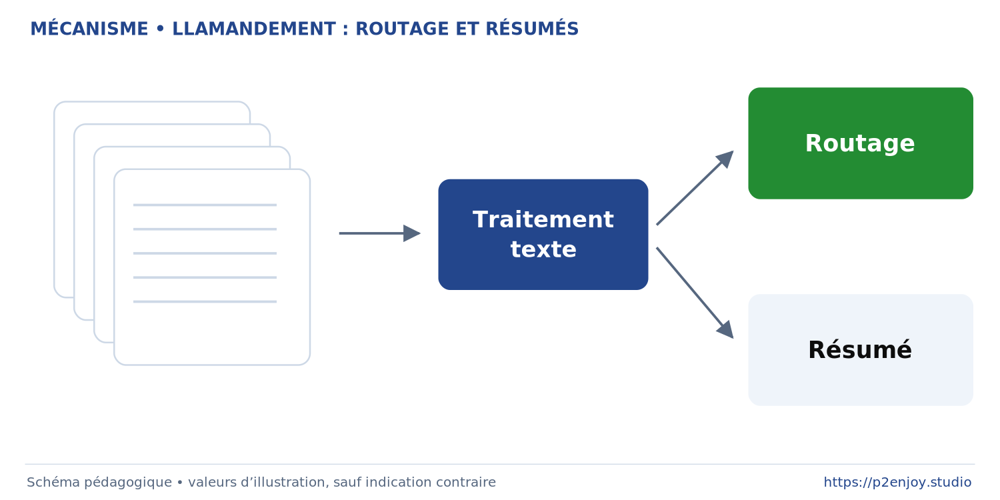 MÉCANISME • LLAMANDEMENT : ROUTAGE ET RÉSUMÉS
Routage
Traitement
texte
Résumé
Schéma pédagogique • valeurs d’illustration, sauf indication contraire
https://p2enjoy.studio